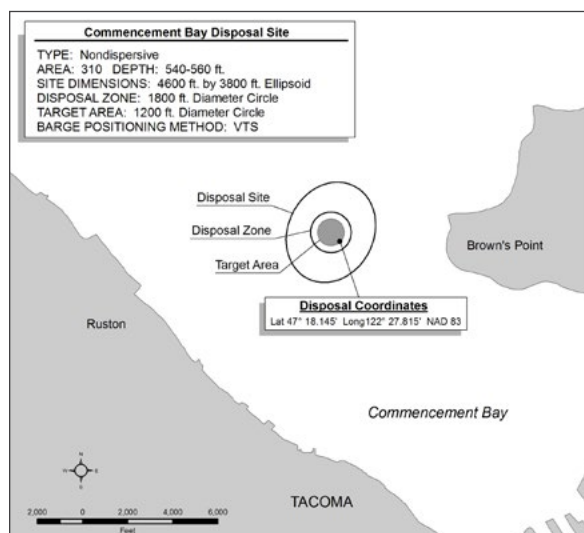 Commencement Bay Disposal Site
TYPE: Nondispersive
AREA: 310 DEPTH: 540-560 ft.
SITE DIMENSIONS: 4600 ft. by 3800 ft. Ellipsoid
DISPOSAL ZONE: 1800 ft. Diameter Circle
TARGET AREA: 1200 ft. Diameter Circle
BARGE POSITIONING METHOD: VTS
Disposal Site
Disposal Zone
Target Area
Brown's Point
Disposal Coordinates
Lat 47° 18.145' Long122° 27.815' NAD 83
Ruston
Commencement Bay
N
W E
S
TACOMA
2,000 0 2,000 4,000 6,000
Feet